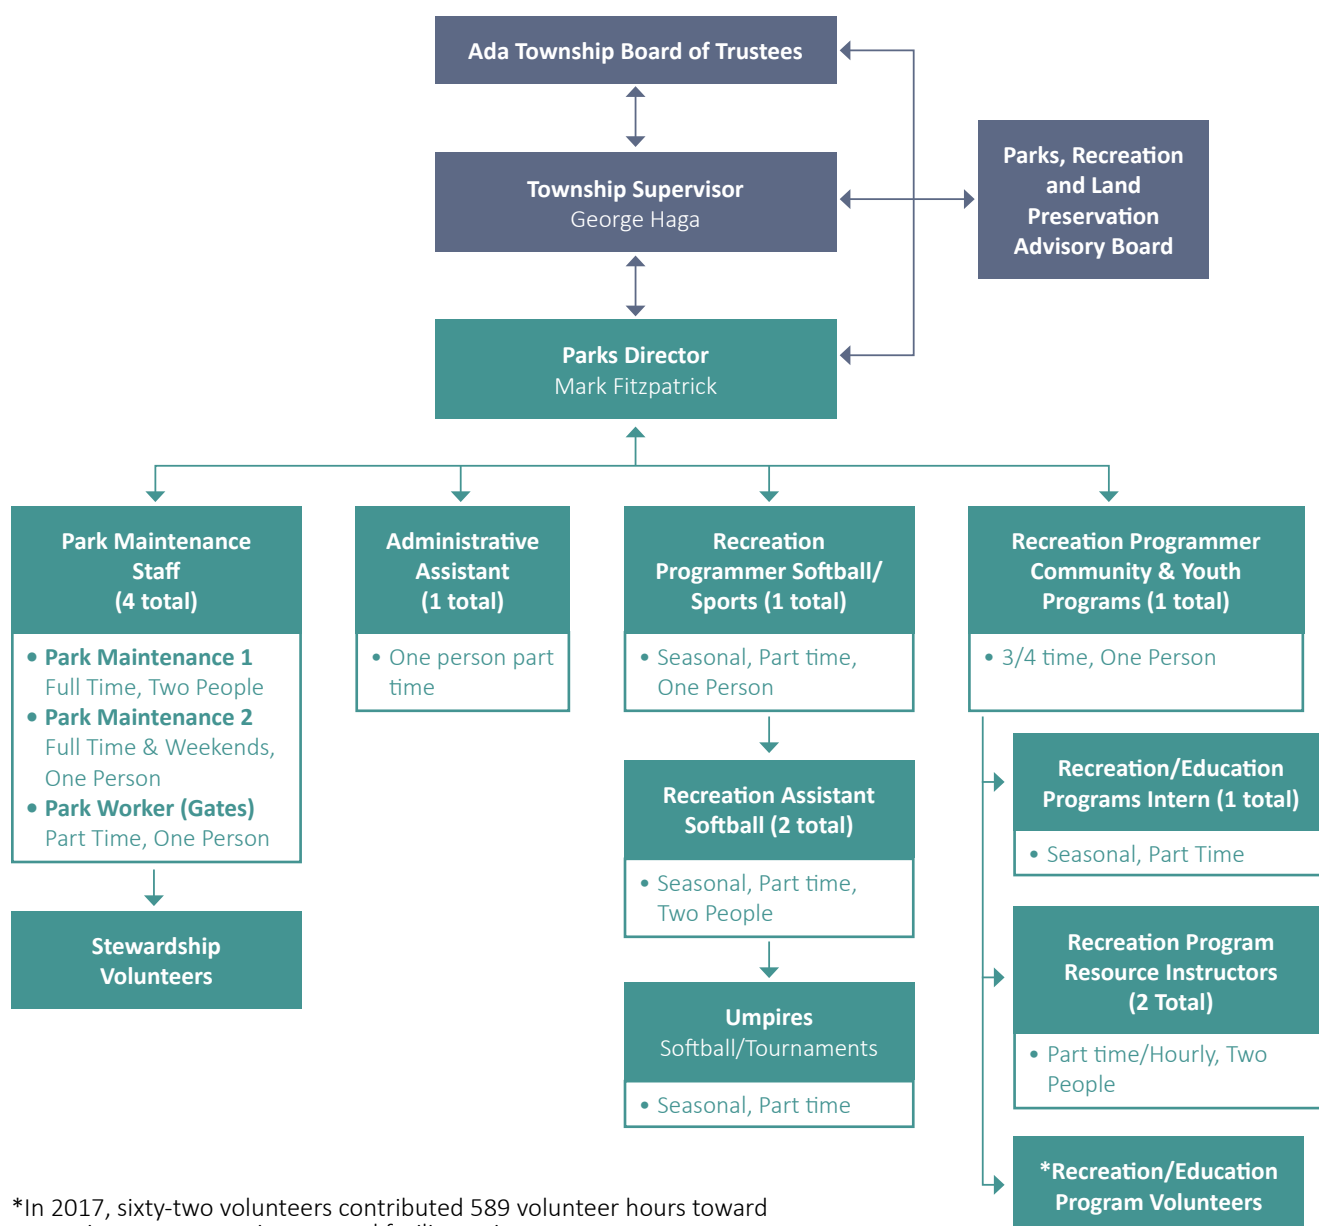 Ada Township Board of Trustees
Township Supervisor
George Haga
Parks, Recreation
and Land
Preservation
Advisory Board
Parks Director
Mark Fitzpatrick
Park Maintenance
Staff
(4 total)
• Park Maintenance 1
Full Time, Two People
• Park Maintenance 2
Full Time & Weekends,
One Person
• Park Worker (Gates)
Part Time, One Person
Stewardship
Volunteers
Administrative
Assistant
(1 total)
• One person part
time
Recreation
Programmer Softball/
Sports (1 total)
• Seasonal, Part time,
One Person
Recreation Assistant
Softball (2 total)
• Seasonal, Part time,
Two People
Umpires
Softball/Tournaments
• Seasonal, Part time
Recreation Programmer
Community & Youth
Programs (1 total)
• 3/4 time, One Person
Recreation/Education
Programs Intern (1 total)
• Seasonal, Part Time
Recreation Program
Resource Instructors
(2 Total)
• Part time/Hourly, Two
People
*Recreation/Education
Program Volunteers
*In 2017, sixty-two volunteers contributed 589 volunteer hours toward